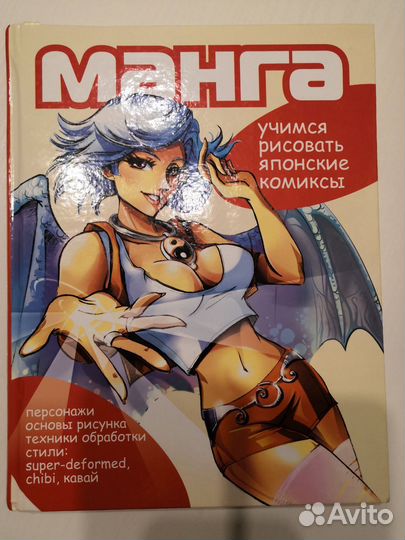 манга
учимся
рисовать
японские
комиксы
персонажи
основы рисунка
техники обработки
стили:
super-deformed,
chibi, кавай
Avito